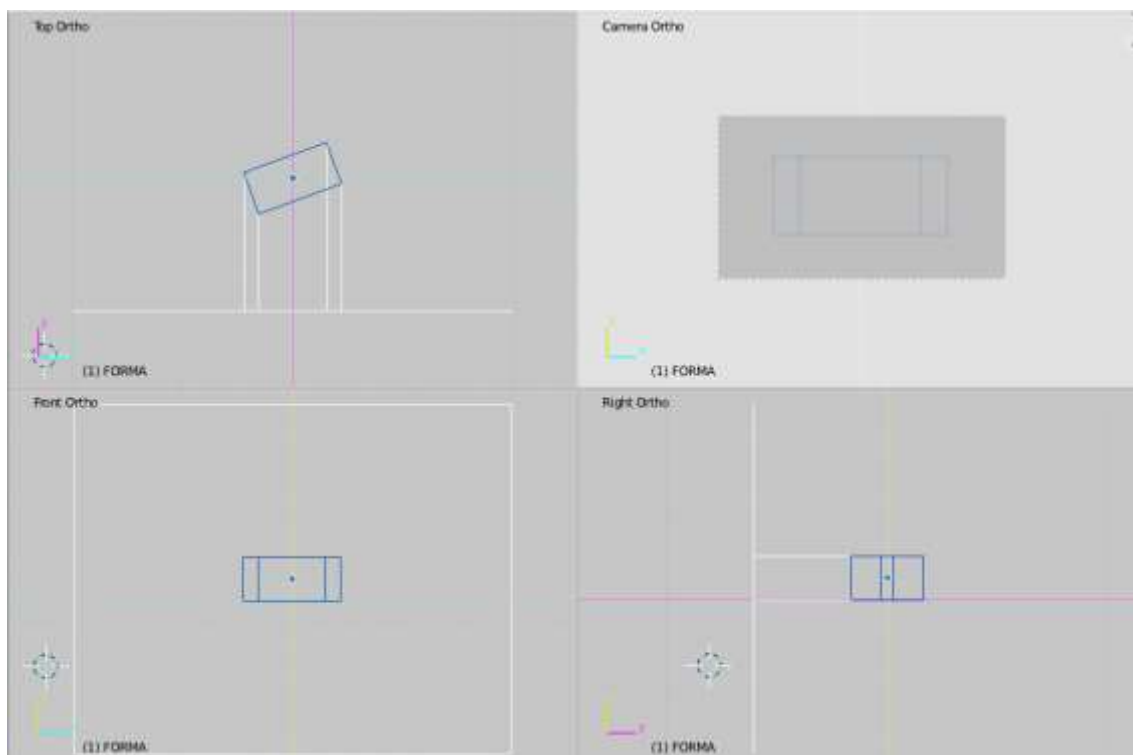 Top Ortho
Camera Ortho
(1) FORMA
(1) FORMA
Front Ortho
Right Ortho
(1) FORMA
(1) FORMA